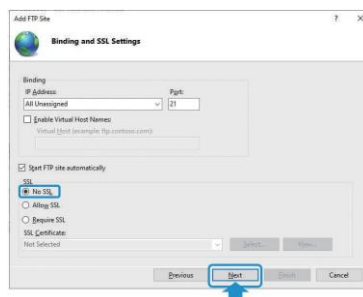 Add FTP Site
? X
Binding and SSL Settings
Binding
IP Address:
Port:
All Unassigned
21
Enable Virtual Host Names:
Virtual Host (example: ftp.contoso.com):
Start FTP site automatically
SSL
No SSL
Allow SSL
Require SSL
SSL Certificate:
Not Selected
Select...
View...
Previous
Next
Finish
Cancel